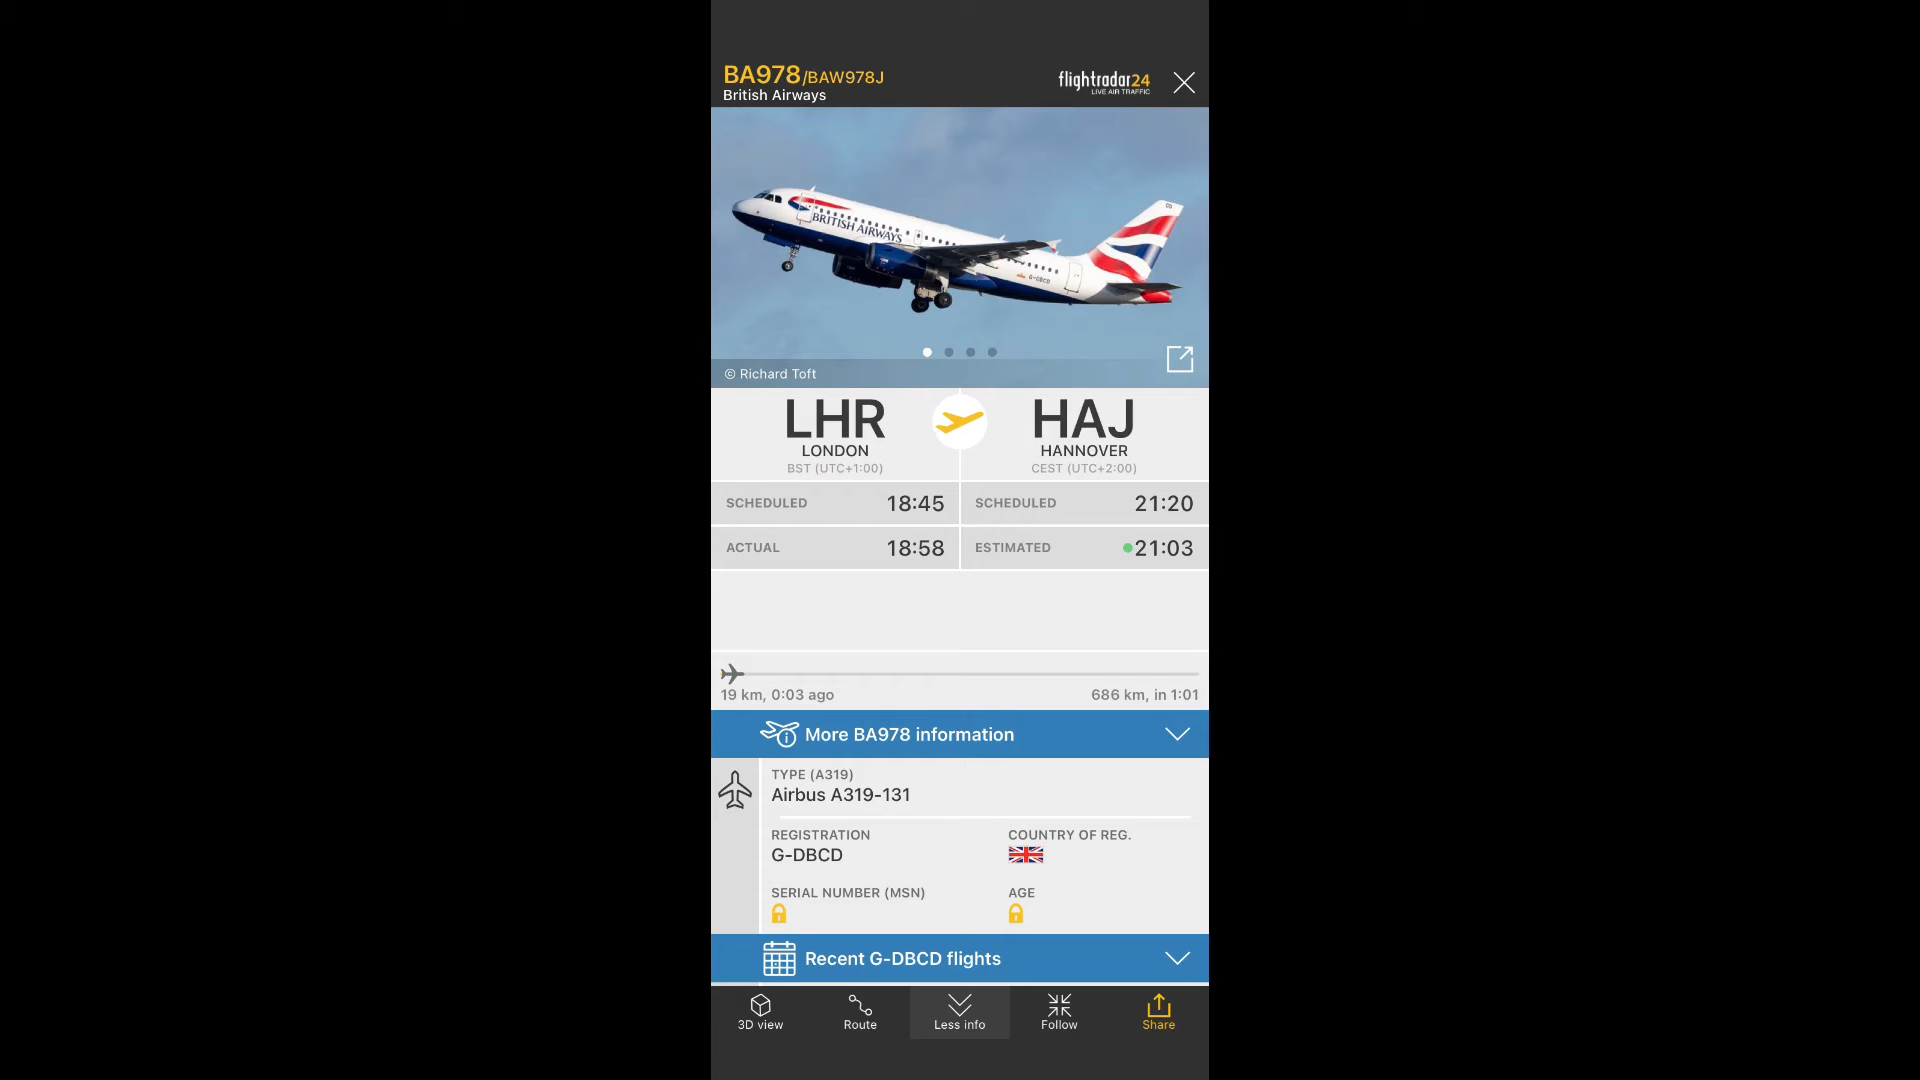 BA978/BAW978J
British Airways
flightradar24
LIVE AIR TRAFFIC
BRITISH AIRWAYS
CD
G-DBCD
© Richard Toft
LHR
LONDON
BST (UTC+1:00)
HAJ
HANNOVER
CEST (UTC+2:00)
SCHEDULED 18:45
SCHEDULED 21:20
ACTUAL 18:58
ESTIMATED 21:03
19 km, 0:03 ago
686 km, in 1:01
More BA978 information
TYPE (A319)
Airbus A319-131
REGISTRATION
G-DBCD
COUNTRY OF REG.
SERIAL NUMBER (MSN)
AGE
Recent G-DBCD flights
3D view
Route
Less info
Follow
Share